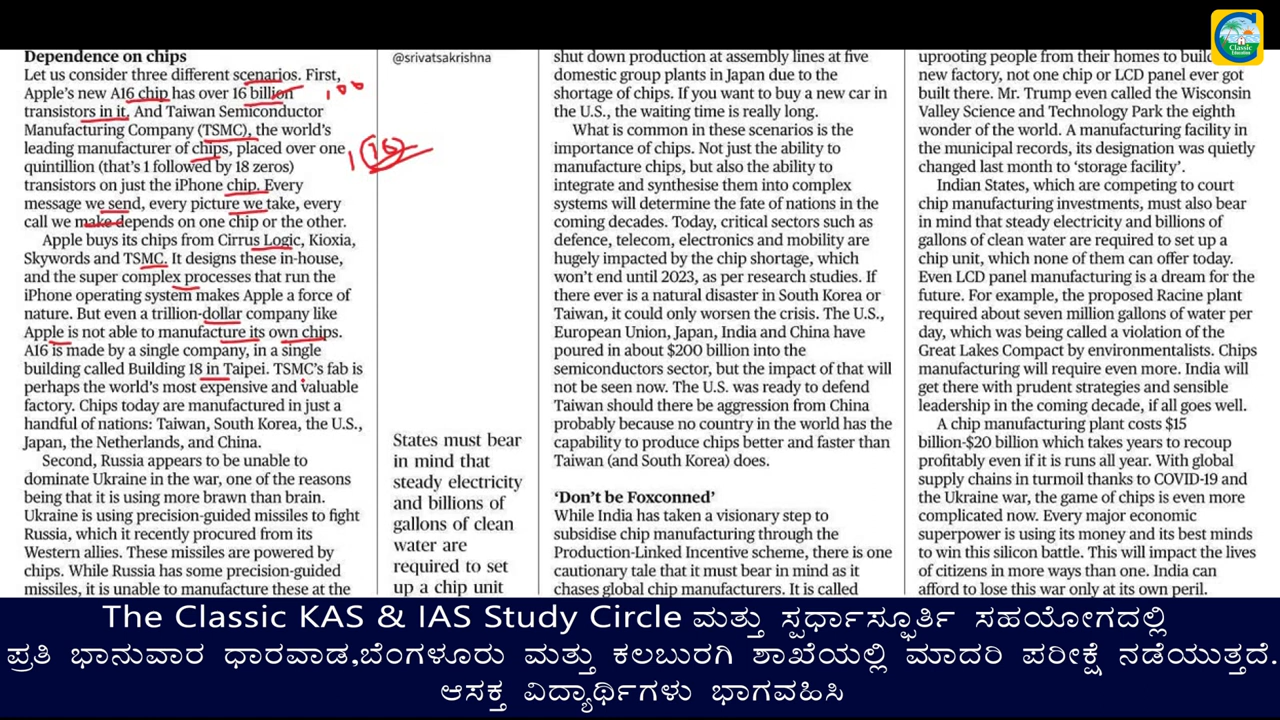 Dependence on chips
Let us consider three different scenarios. First,
Apple's new A16 chip has over 16 billion
transistors in it. And Taiwan Semiconductor
Manufacturing Company (TSMC), the world's
leading manufacturer of chips, placed over one
quintillion (that's 1 followed by 18 zeros)
transistors on just the iPhone chip. Every
message we send, every picture we take, every
call we make depends on one chip or the other.
Apple buys its chips from Cirrus Logic, Kioxia,
Skywords and TSMC. It designs these in-house,
and the super complex processes that run the
iPhone operating system makes Apple a force of
nature. But even a trillion-dollar company like
Apple is not able to manufacture its own chips.
A16 is made by a single company, in a single
building called Building 18 in Taipei. TSMC's fab is
perhaps the world's most expensive and valuable
factory. Chips today are manufactured in just a
handful of nations: Taiwan, South Korea, the U.S.,
Japan, the Netherlands, and China.
Second, Russia appears to be unable to
dominate Ukraine in the war, one of the reasons
being that it is using more brawn than brain.
Ukraine is using precision-guided missiles to fight
Russia, which it recently procured from its
Western allies. These missiles are powered by
chips. While Russia has some precision-guided
missiles, it is unable to manufacture these at the
@srivatsakrishna
States must bear
in mind that
steady electricity
and billions of
gallons of clean
water are
required to set
up a chip unit
shut down production at assembly lines at five
domestic group plants in Japan due to the
shortage of chips. If you want to buy a new car in
the U.S., the waiting time is really long.
What is common in these scenarios is the
importance of chips. Not just the ability to
manufacture chips, but also the ability to
integrate and synthesise them into complex
systems will determine the fate of nations in the
coming decades. Today, critical sectors such as
defence, telecom, electronics and mobility are
hugely impacted by the chip shortage, which
won't end until 2023, as per research studies. If
there ever is a natural disaster in South Korea or
Taiwan, it could only worsen the crisis. The U.S.,
European Union, Japan, India and China have
poured in about $200 billion into the
semiconductors sector, but the impact of that will
not be seen now. The U.S. was ready to defend
Taiwan should there be aggression from China
probably because no country in the world has the
capability to produce chips better and faster than
Taiwan (and South Korea) does.
'Don't be Foxconned'
While India has taken a visionary step to
subsidise chip manufacturing through the
Production-Linked Incentive scheme, there is one
cautionary tale that it must bear in mind as it
chases global chip manufacturers. It is called
uprooting people from their homes to build
new factory, not one chip or LCD panel ever got
built there. Mr. Trump even called the Wisconsin
Valley Science and Technology Park the eighth
wonder of the world. A manufacturing facility in
the municipal records, its designation was quietly
changed last month to 'storage facility'.
Indian States, which are competing to court
chip manufacturing investments, must also bear
in mind that steady electricity and billions of
gallons of clean water are required to set up a
chip unit, which none of them can offer today.
Even LCD panel manufacturing is a dream for the
future. For example, the proposed Racine plant
required about seven million gallons of water per
day, which was being called a violation of the
Great Lakes Compact by environmentalists. Chips
manufacturing will require even more. India will
get there with prudent strategies and sensible
leadership in the coming decade, if all goes well.
A chip manufacturing plant costs $15
billion-$20 billion which takes years to recoup
profitably even if it is runs all year. With global
supply chains in turmoil thanks to COVID-19 and
the Ukraine war, the game of chips is even more
complicated now. Every major economic
superpower is using its money and its best minds
to win this silicon battle. This will impact the lives
of citizens in more ways than one. India can
afford to lose this war only at its own peril.
Classic
Education
The Classic KAS & IAS Study Circle ಮತ್ತು ಸ್ಪರ್ಧಾಸ್ಫೂರ್ತಿ ಸಹಯೋಗದಲ್ಲಿ
ಪ್ರತಿ ಭಾನುವಾರ ಧಾರವಾಡ,ಬೆಂಗಳೂರು ಮತ್ತು ಕಲಬುರಗಿ ಶಾಖೆಯಲ್ಲಿ ಮಾದರಿ ಪರೀಕ್ಷೆ ನಡೆಯುತ್ತದೆ.
ಆಸಕ್ತ ವಿದ್ಯಾರ್ಥಿಗಳು ಭಾಗವಹಿಸಿ